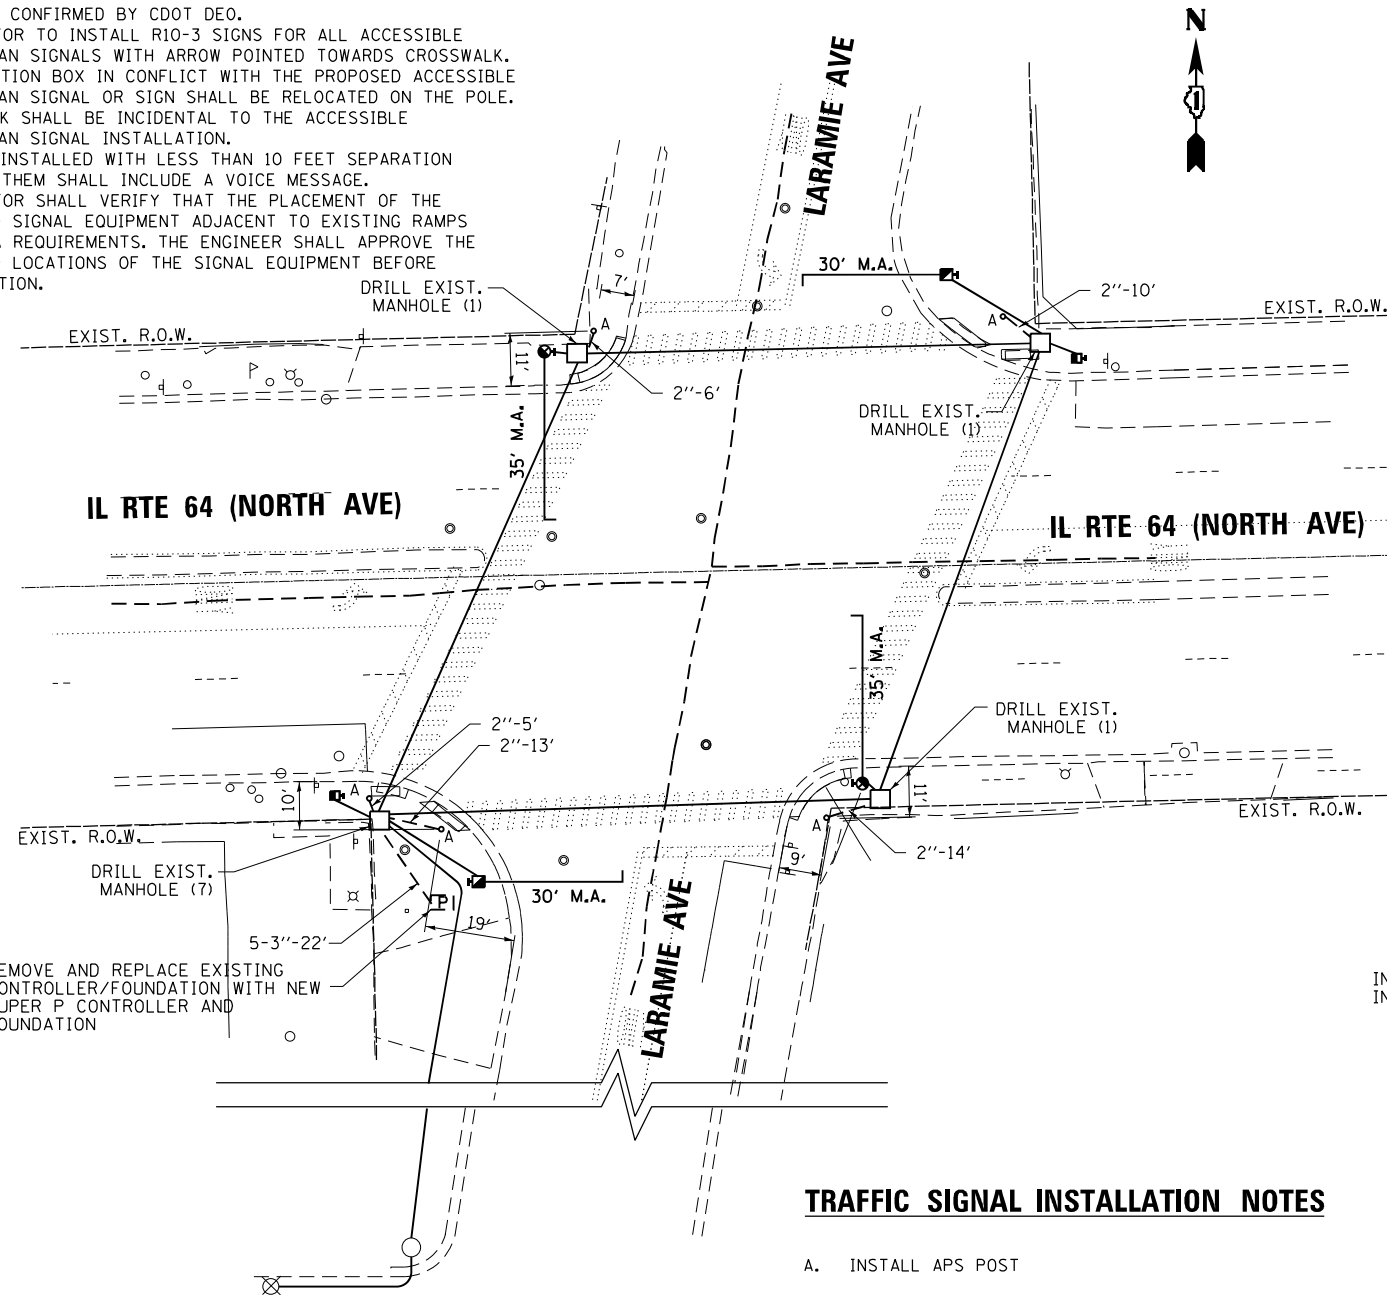 CONFIRMED BY CDOT DEO.
TOR TO INSTALL R10-3 SIGNS FOR ALL ACCESSIBLE
AN SIGNALS WITH ARROW POINTED TOWARDS CROSSWALK.
TION BOX IN CONFLICT WITH THE PROPOSED ACCESSIBLE
AN SIGNAL OR SIGN SHALL BE RELOCATED ON THE POLE.
K SHALL BE INCIDENTAL TO THE ACCESSIBLE
AN SIGNAL INSTALLATION.
INSTALLED WITH LESS THAN 10 FEET SEPARATION
THEM SHALL INCLUDE A VOICE MESSAGE.
TOR SHALL VERIFY THAT THE PLACEMENT OF THE
SIGNAL EQUIPMENT ADJACENT TO EXISTING RAMPS
REQUIREMENTS. THE ENGINEER SHALL APPROVE THE
LOCATIONS OF THE SIGNAL EQUIPMENT BEFORE
TION.
N
1
LARAMIE AVE
30' M.A.
7'
DRILL EXIST.
MANHOLE (1)
2''-10'
EXIST. R.O.W.
EXIST. R.O.W.
A
A
11'
2''-6'
DRILL EXIST.
MANHOLE (1)
35' M.A.
IL RTE 64 (NORTH AVE)
IL RTE 64 (NORTH AVE)
35' M.A.
2''-5'
2''-13'
DRILL EXIST.
MANHOLE (1)
A
10'
11'
EXIST. R.O.W.
EXIST. R.O.W.
A
A
2''-14'
9'
DRILL EXIST.
MANHOLE (7)
30' M.A.
P
19'
5-3''-22'
LARAMIE AVE
EMOVE AND REPLACE EXISTING
ONTROLLER/FOUNDATION WITH NEW
UPER P CONTROLLER AND
OUNDATION
IN
IN
TRAFFIC SIGNAL INSTALLATION NOTES
A. INSTALL APS POST